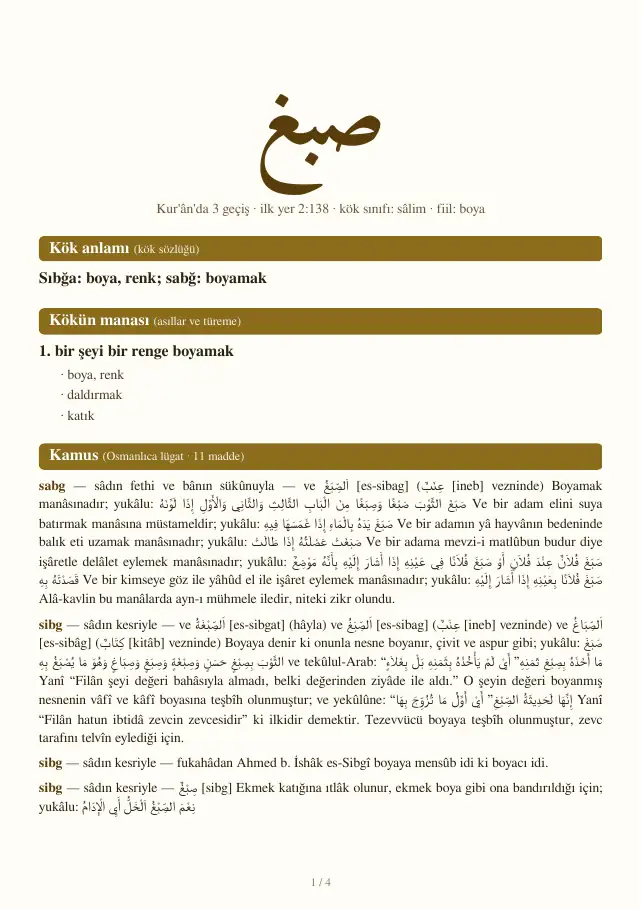 صبغ
Kur'ân'da 3 geçiş · ilk yer 2:138 · kök sınıfı: sâlim · fiil: boya
Kök anlamı (kök sözlüğü)
Sıbğa: boya, renk; sabğ: boyamak
Kökün manası (asıllar ve türeme)
1. bir şeyi bir renge boyamak
· boya, renk
· daldırmak
· katık
Kamus (Osmanlıca lügat · 11 madde)
sabg — sâdın fethi ve bânın sükûnuyla — ve اَلصِّبَغُ [es-sibag] (عِنَبٌ [ineb] vezninde) Boyamak
manâsınadır; yukâlu: صَبَغَ الثَّوْبَ صَبْغًا وَصِبَغًا مِنَ الْبَابِ الثَّالِثِ وَالثَّانِي وَالْأَوَّلِ إِذَا لَوَّنَهُ Ve bir adam elini suya
batırmak manâsına müstameldir; yukâlu: صَبَغَ يَدَهُ بِالْمَاءِ إِذَا غَمَسَهَا فِيهِ Ve bir adamın yâ hayvânın bedeninde
balık eti uzamak manâsınadır; yukâlu: صَبَغَتْ عَضَلَتُهُ إِذَا طَالَتْ Ve bir adama mevzi-i matlûbun budur diye
işâretle delâlet eylemek manâsınadır; yukâlu: صَبَغَ فُلَانٌ عِنْدَ فُلَانٍ أَوْ صَبَغَ فُلَانًا فِي عَيْنِهِ إِذَا أَشَارَ إِلَيْهِ بِأَنَّهُ مَوْضِعٌ
قَصَدْتَهُ بِهِ Ve bir kimseye göz ile yâhûd el ile işâret eylemek manâsınadır; yukâlu: صَبَغَ فُلَانًا بِعَيْنِهِ إِذَا أَشَارَ إِلَيْهِ
Alâ-kavlin bu manâlarda ayn-ı mühmele iledir, niteki zikr olundu.
sibg — sâdın kesriyle — ve اَلصِّبْغَةُ [es-sibgat] (hâyla) ve اَلصِّبَغُ [es-sibag] (عِنَبٌ [ineb] vezninde) ve اَلصِّبَاغُ
[es-sibâg] (كِتَابٌ [kitâb] vezninde) Boyaya denir ki onunla nesne boyanır, çivit ve aspur gibi; yukâlu: صَبَغَ
الثَّوْبَ بِصِبْغٍ حَسَنٍ وَصِبْغَةٍ وَصِبَغٍ وَصِبَاغٍ وَهُوَ مَا يُصْبَغُ بِهِ ve tekûlul-Arab: “مَا أَخَذَهُ بِصِبْغِ ثَمَنِهِ” أَيْ لَمْ يَأْخُذْهُ بِثَمَنِهِ بَلْ بِغَلَاءٍ
Yanî “Filân şeyi değeri bahâsıyla almadı, belki değerinden ziyâde ile aldı.” O şeyin değeri boyanmış
nesnenin vâfî ve kâfî boyasına teşbîh olunmuştur; ve yekûlûne: “إِنَّهَا لَحَدِيثَةُ الصِّبْغِ” أَيْ أَوَّلُ مَا تُزُوِّجَ بِهَا Yanî
“Filân hatun ibtidâ zevcin zevcesidir” ki ilkidir demektir. Tezevvücü boyaya teşbîh olunmuştur, zevc
tarafını telvîn eylediği için.
sibg — sâdın kesriyle — fukahâdan Ahmed b. İshâk es-Sibgî boyaya mensûb idi ki boyacı idi.
sibg — sâdın kesriyle — صِبْغٌ [sibg] Ekmek katığına ıtlâk olunur, ekmek boya gibi ona bandırıldığı için;
yukâlu: نِعْمَ الصِّبْغُ اَلْخَلُّ أَيِ الْإِدَامُ
1 / 4